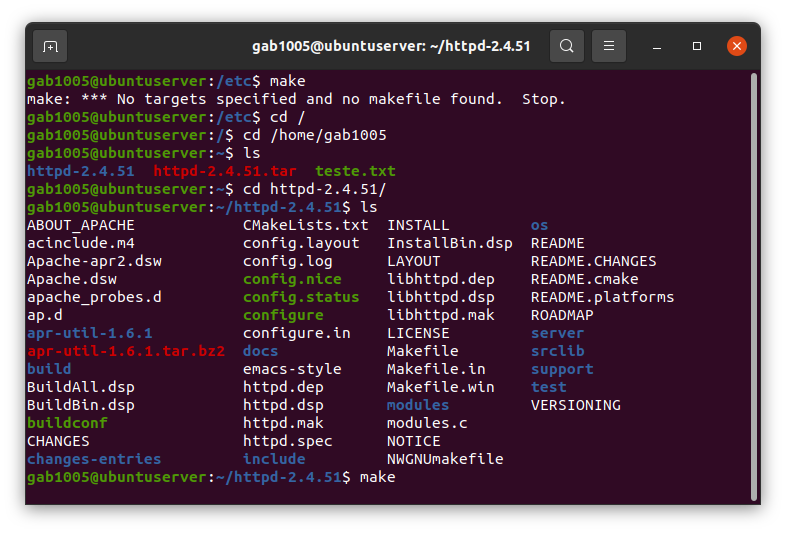 gab1005@ubuntuserver: ~/httpd-2.4.51
gab1005@ubuntuserver:/etc$ make
make: *** No targets specified and no makefile found.  Stop.
gab1005@ubuntuserver:/etc$ cd /
gab1005@ubuntuserver:/$ cd /home/gab1005
gab1005@ubuntuserver:~$ ls
httpd-2.4.51  httpd-2.4.51.tar  teste.txt
gab1005@ubuntuserver:~$ cd httpd-2.4.51/
gab1005@ubuntuserver:~/httpd-2.4.51$ ls
ABOUT_APACHE            CMakeLists.txt  INSTALL         os
acinclude.m4            config.layout   InstallBin.dsp  README
Apache-apr2.dsw         config.log      LAYOUT          README.CHANGES
Apache.dsw              config.nice     libhttpd.dep    README.cmake
apache_probes.d         config.status   libhttpd.dsp    README.platforms
ap.d                    configure       libhttpd.mak    ROADMAP
apr-util-1.6.1          configure.in    LICENSE         server
apr-util-1.6.1.tar.bz2  docs            Makefile        srclib
build                   emacs-style     Makefile.in     support
BuildAll.dsp            httpd.dep       Makefile.win    test
BuildBin.dsp            httpd.dsp       modules         VERSIONING
buildconf               httpd.mak       modules.c
CHANGES                 httpd.spec      NOTICE
changes-entries         include         NWGNUmakefile
gab1005@ubuntuserver:~/httpd-2.4.51$ make